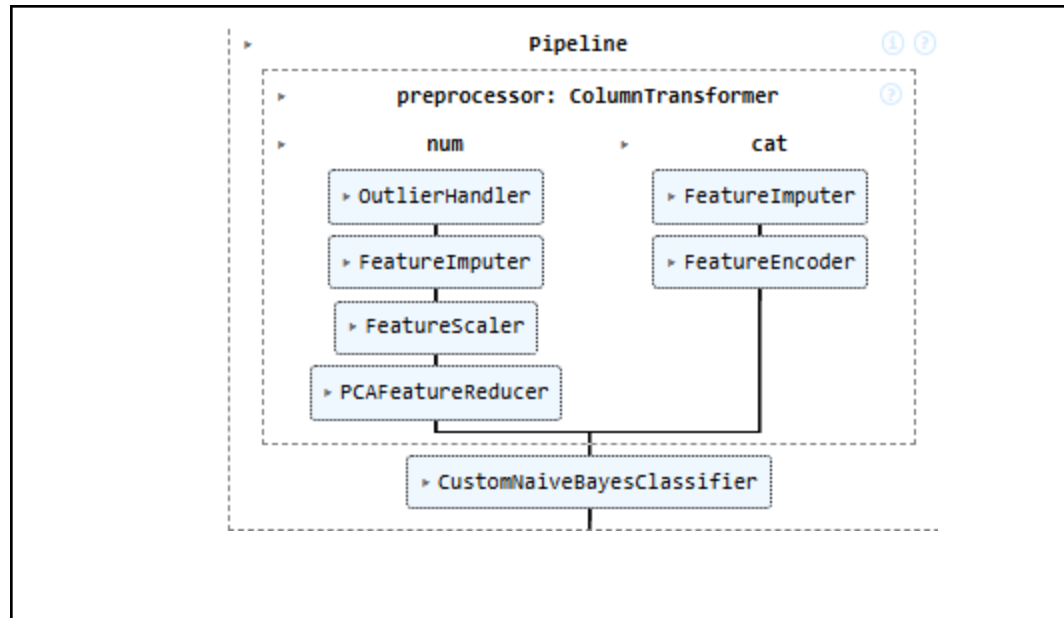 Pipeline i ?
preprocessor: ColumnTransformer ?
num cat
OutlierHandler FeatureImputer
FeatureImputer FeatureEncoder
FeatureScaler
PCAFeatureReducer
CustomNaiveBayesClassifier